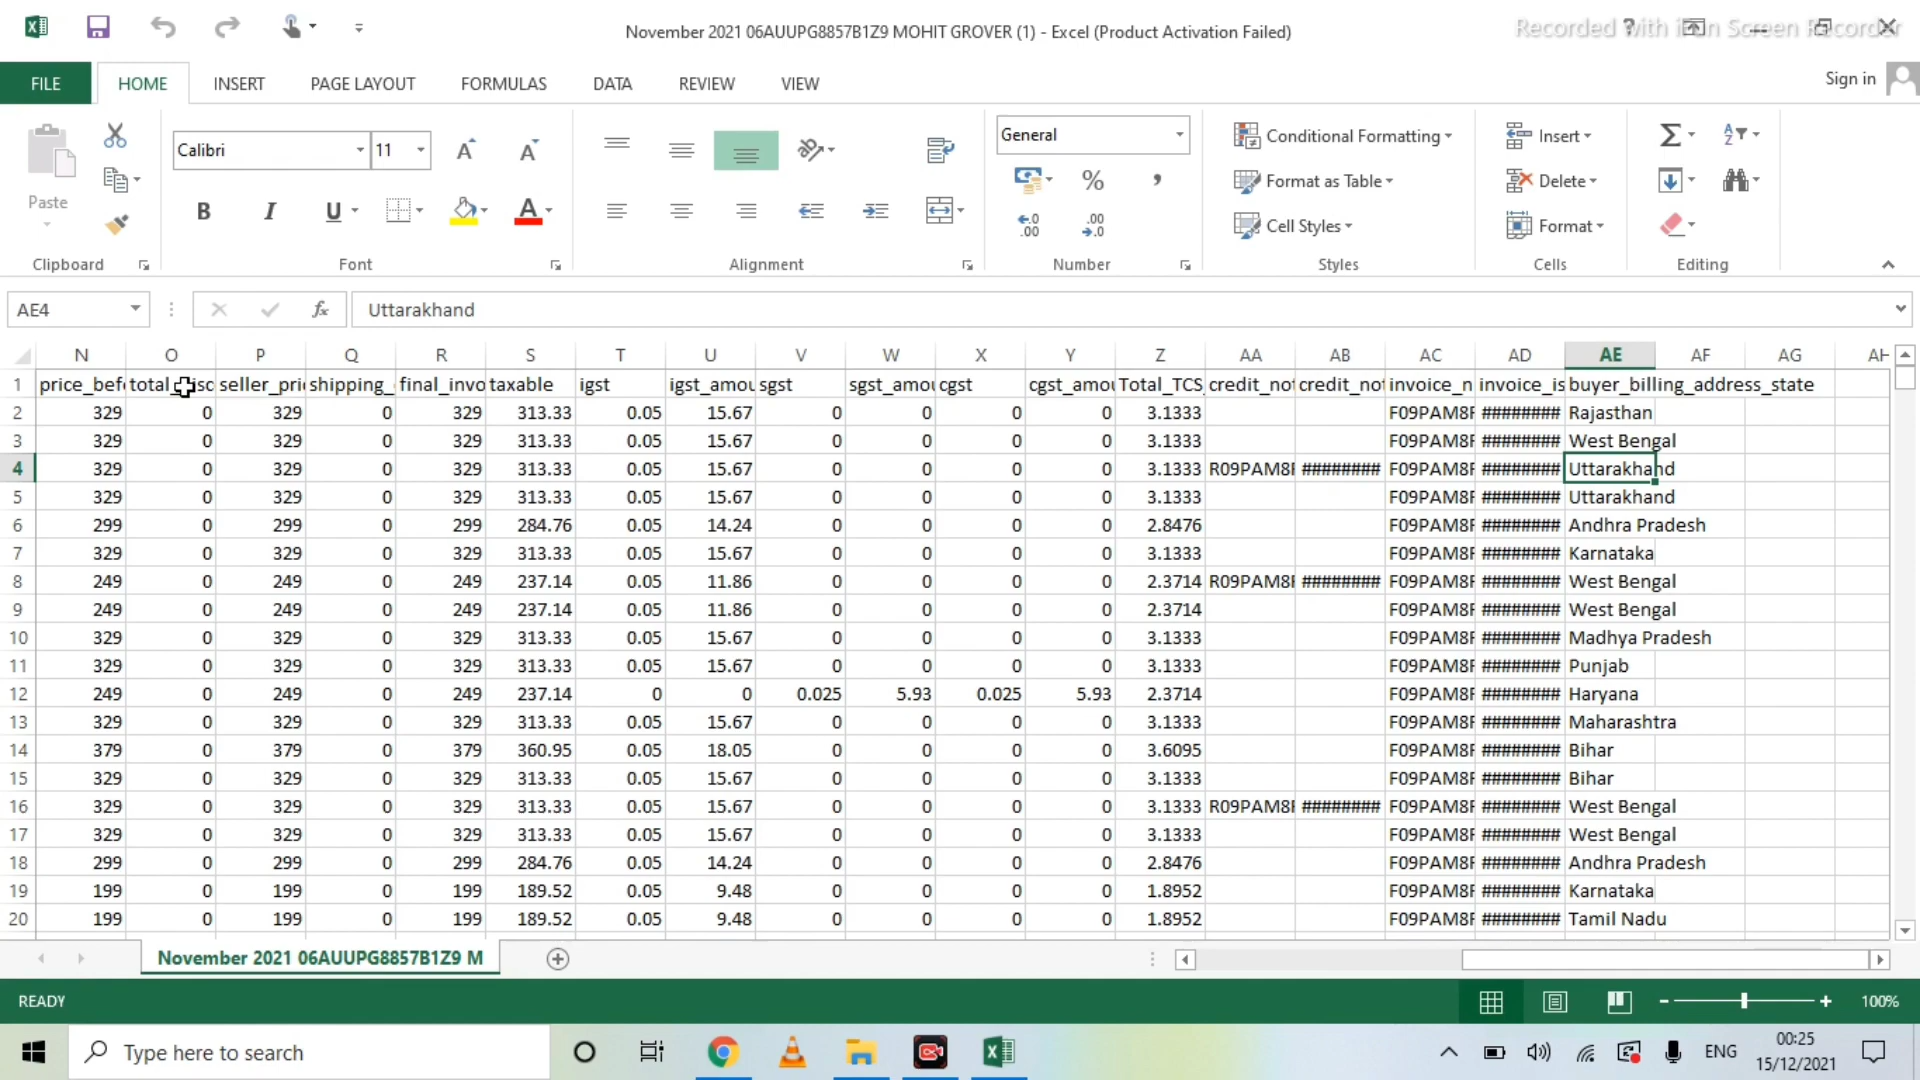 November 2021 06AUUPG8857B1Z9 MOHIT GROVER (1) - Excel (Product Activation Failed)
Recorded with iFun Screen Recorder
FILE HOME INSERT PAGE LAYOUT FORMULAS DATA REVIEW VIEW Sign in
Calibri 11 General Conditional Formatting Insert
Paste Format as Table Delete
Cell Styles Format
Clipboard Font Alignment Number Styles Cells Editing
AE4 Uttarakhand
N O P Q R S T U V W X Y Z AA AB AC AD AE AF AG AH
1 price_bef total_ isc seller_pri shipping_ final_invo taxable igst igst_amou sgst sgst_amou cgst cgst_amou Total_TCS credit_not credit_not invoice_n invoice_is buyer_billing_address_state
2 329 0 329 0 329 313.33 0.05 15.67 0 0 0 0 3.1333 F09PAM8F ######## Rajasthan
3 329 0 329 0 329 313.33 0.05 15.67 0 0 0 0 3.1333 F09PAM8F ######## West Bengal
4 329 0 329 0 329 313.33 0.05 15.67 0 0 0 0 3.1333 R09PAM8F ######## F09PAM8F ######## Uttarakhand
5 329 0 329 0 329 313.33 0.05 15.67 0 0 0 0 3.1333 F09PAM8F ######## Uttarakhand
6 299 0 299 0 299 284.76 0.05 14.24 0 0 0 0 2.8476 F09PAM8F ######## Andhra Pradesh
7 329 0 329 0 329 313.33 0.05 15.67 0 0 0 0 3.1333 F09PAM8F ######## Karnataka
8 249 0 249 0 249 237.14 0.05 11.86 0 0 0 0 2.3714 R09PAM8F ######## F09PAM8F ######## West Bengal
9 249 0 249 0 249 237.14 0.05 11.86 0 0 0 0 2.3714 F09PAM8F ######## West Bengal
10 329 0 329 0 329 313.33 0.05 15.67 0 0 0 0 3.1333 F09PAM8F ######## Madhya Pradesh
11 329 0 329 0 329 313.33 0.05 15.67 0 0 0 0 3.1333 F09PAM8F ######## Punjab
12 249 0 249 0 249 237.14 0 0 0.025 5.93 0.025 5.93 2.3714 F09PAM8F ######## Haryana
13 329 0 329 0 329 313.33 0.05 15.67 0 0 0 0 3.1333 F09PAM8F ######## Maharashtra
14 379 0 379 0 379 360.95 0.05 18.05 0 0 0 0 3.6095 F09PAM8F ######## Bihar
15 329 0 329 0 329 313.33 0.05 15.67 0 0 0 0 3.1333 F09PAM8F ######## Bihar
16 329 0 329 0 329 313.33 0.05 15.67 0 0 0 0 3.1333 R09PAM8F ######## F09PAM8F ######## West Bengal
17 329 0 329 0 329 313.33 0.05 15.67 0 0 0 0 3.1333 F09PAM8F ######## West Bengal
18 299 0 299 0 299 284.76 0.05 14.24 0 0 0 0 2.8476 F09PAM8F ######## Andhra Pradesh
19 199 0 199 0 199 189.52 0.05 9.48 0 0 0 0 1.8952 F09PAM8F ######## Karnataka
20 199 0 199 0 199 189.52 0.05 9.48 0 0 0 0 1.8952 F09PAM8F ######## Tamil Nadu
November 2021 06AUUPG8857B1Z9 M
READY 100%
Type here to search ENG 00:25
15/12/2021